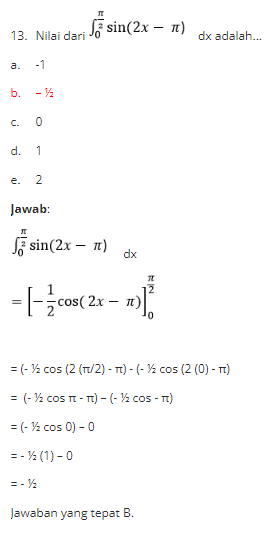 13. Nilai dari ∫₀^(π/2) sin(2x − π) dx adalah...
a. -1
b. - ½
c. 0
d. 1
e. 2
Jawab:
∫₀^(π/2) sin(2x − π) dx
= [−1/2 cos( 2x − π)]₀^(π/2)
= (- ½ cos (2 (π/2) - π) - (- ½ cos (2 (0) - π)
= (- ½ cos π - π) – (- ½ cos - π)
= (- ½ cos 0) – 0
= - ½ (1) – 0
= - ½
Jawaban yang tepat B.